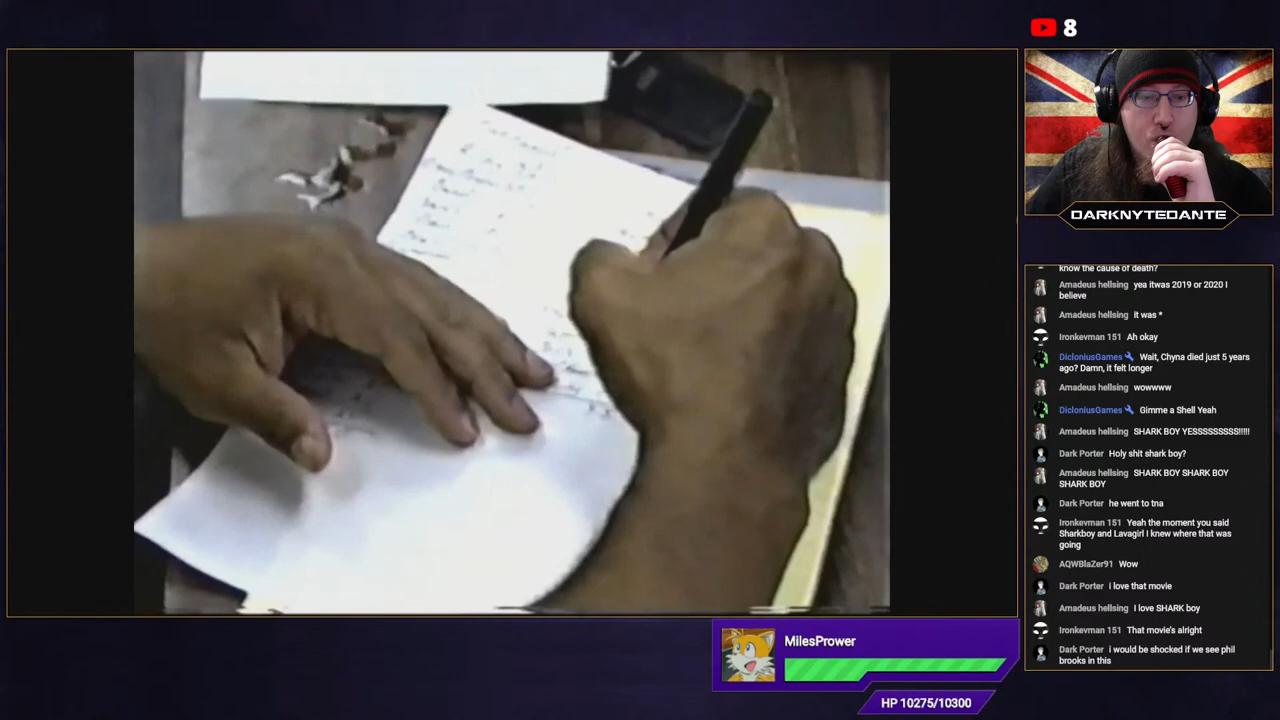 8
DARKNYTEDANTE
know the cause of death?
Amadeus hellsing yea itwas 2019 or 2020 I
believe
Amadeus hellsing it was *
Ironkevman 151 Ah okay
DicloniusGames Wait, Chyna died just 5 years
ago? Damn, it felt longer
Amadeus hellsing wowwww
DicloniusGames Gimme a Shell Yeah
Amadeus hellsing SHARK BOY YESSSSSSSSS!!!!!
Dark Porter Holy shit shark boy?
Amadeus hellsing SHARK BOY SHARK BOY
SHARK BOY
Dark Porter he went to tna
Ironkevman 151 Yeah the moment you said
Sharkboy and Lavagirl I knew where that was
going
AQWBlaZer91 Wow
Dark Porter i love that movie
Amadeus hellsing I love SHARK boy
Ironkevman 151 That movie's alright
Dark Porter i would be shocked if we see phil
brooks in this
MilesPrower
HP 10275/10300